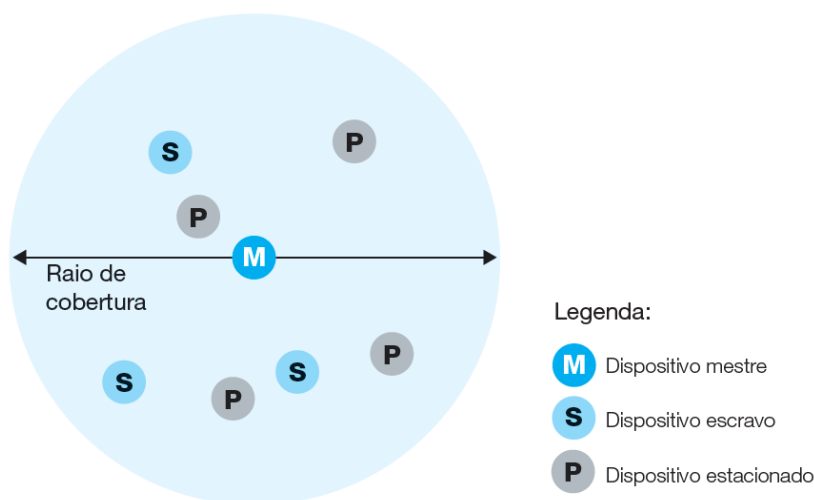 S
P
P
M
Raio de
cobertura
S
P
S
P
Legenda:
M Dispositivo mestre
S Dispositivo escravo
P Dispositivo estacionado